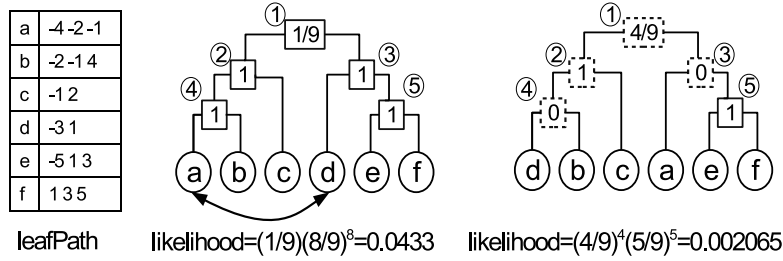 a -4 -2 -1
b -2 -1 4
c -1 2
d -3 1
e -5 1 3
f 1 3 5
leafPath
①
1/9
② ③
1 1
④ ⑤
1 1
a b c d e f
likelihood=(1/9)(8/9)⁸=0.0433
①
4/9
② ③
1 0
④ ⑤
0 1
d b c a e f
likelihood=(4/9)⁴(5/9)⁵=0.002065